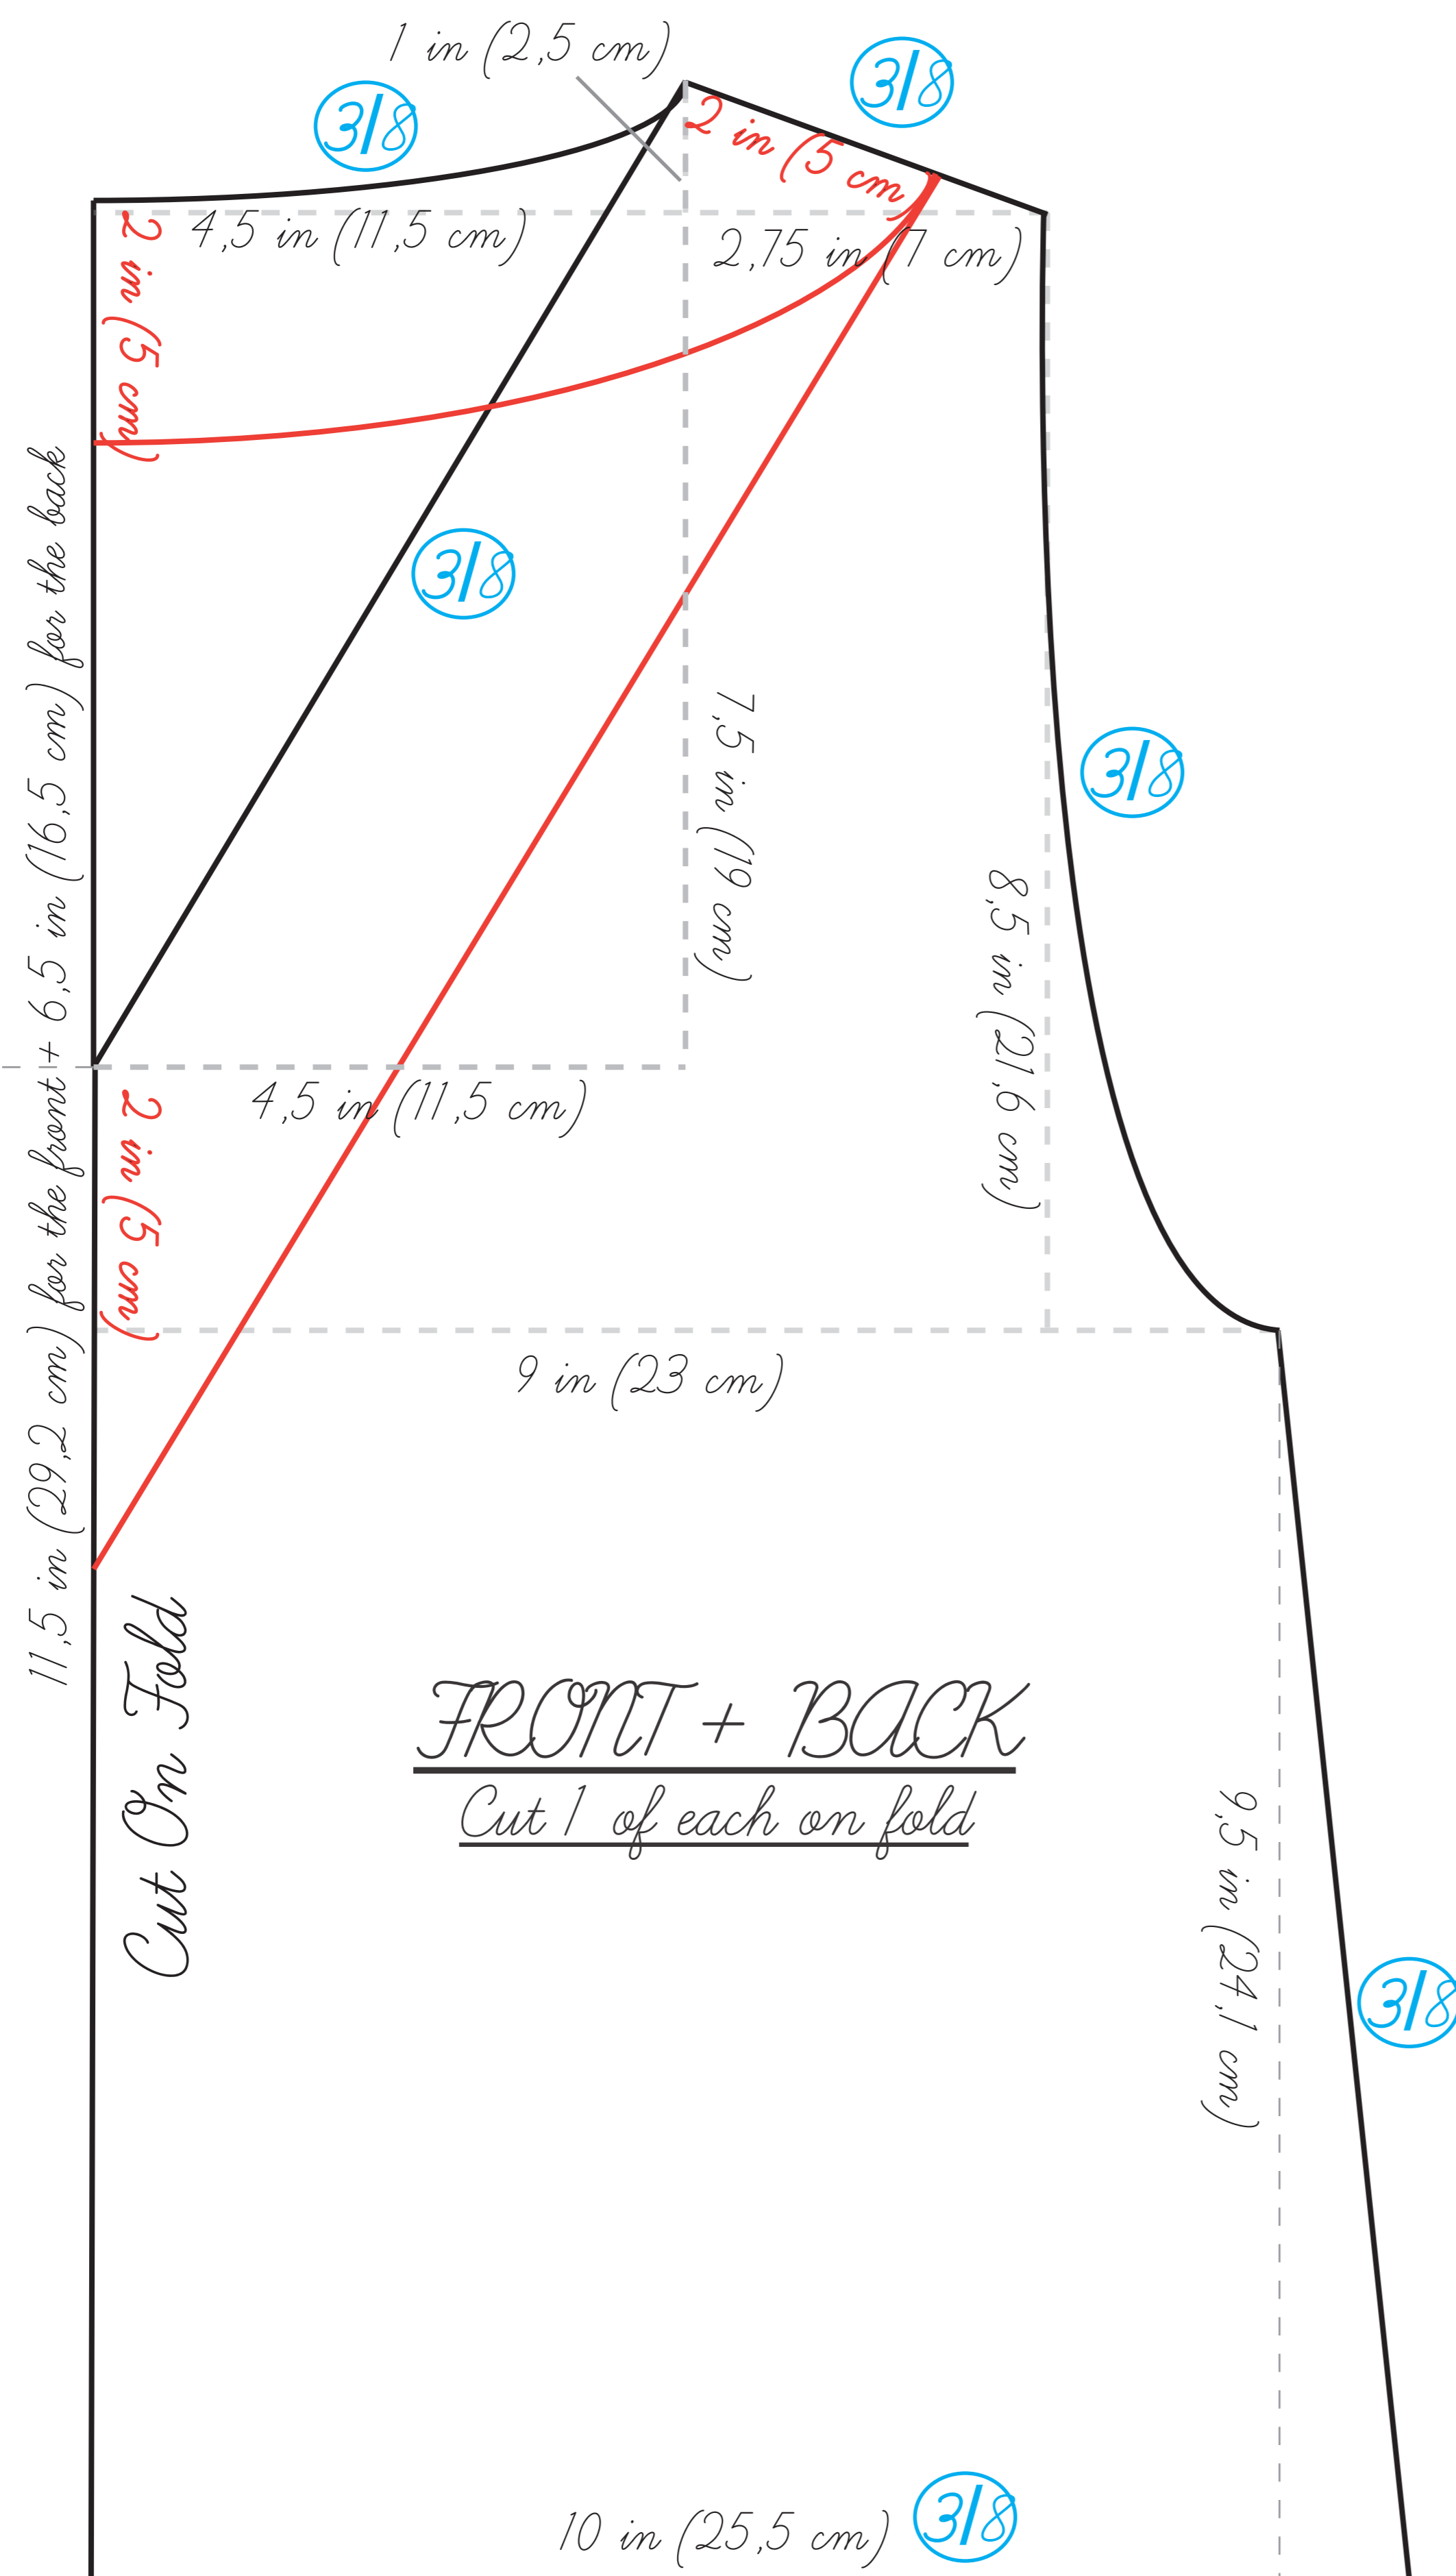 1 in (2,5 cm)
3/8
3/8
2 in (5 cm)
4,5 in (11,5 cm)
2,75 in (7 cm)
2 in (5 cm)
3/8
11,5 in (29,2 cm) for the front + 6,5 in (16,5 cm) for the back
7,5 in (19 cm)
3/8
8,5 in (21,6 cm)
4,5 in (11,5 cm)
2 in (5 cm)
9 in (23 cm)
Cut On Fold
FRONT + BACK
Cut 1 of each on fold
9,5 in (24,1 cm)
3/8
10 in (25,5 cm)
3/8